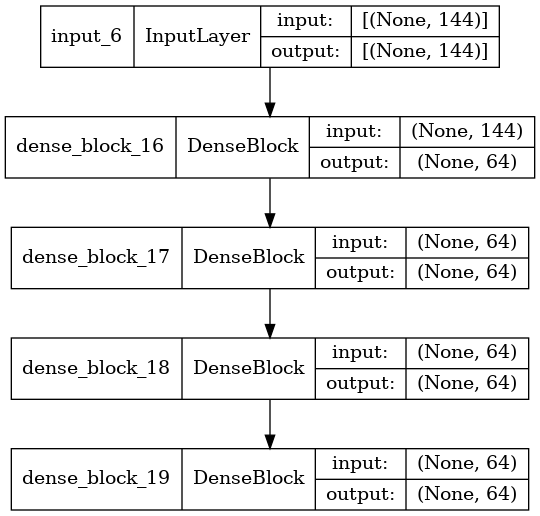 input_6 InputLayer input: [(None, 144)]
output: [(None, 144)]
dense_block_16 DenseBlock input: (None, 144)
output: (None, 64)
dense_block_17 DenseBlock input: (None, 64)
output: (None, 64)
dense_block_18 DenseBlock input: (None, 64)
output: (None, 64)
dense_block_19 DenseBlock input: (None, 64)
output: (None, 64)